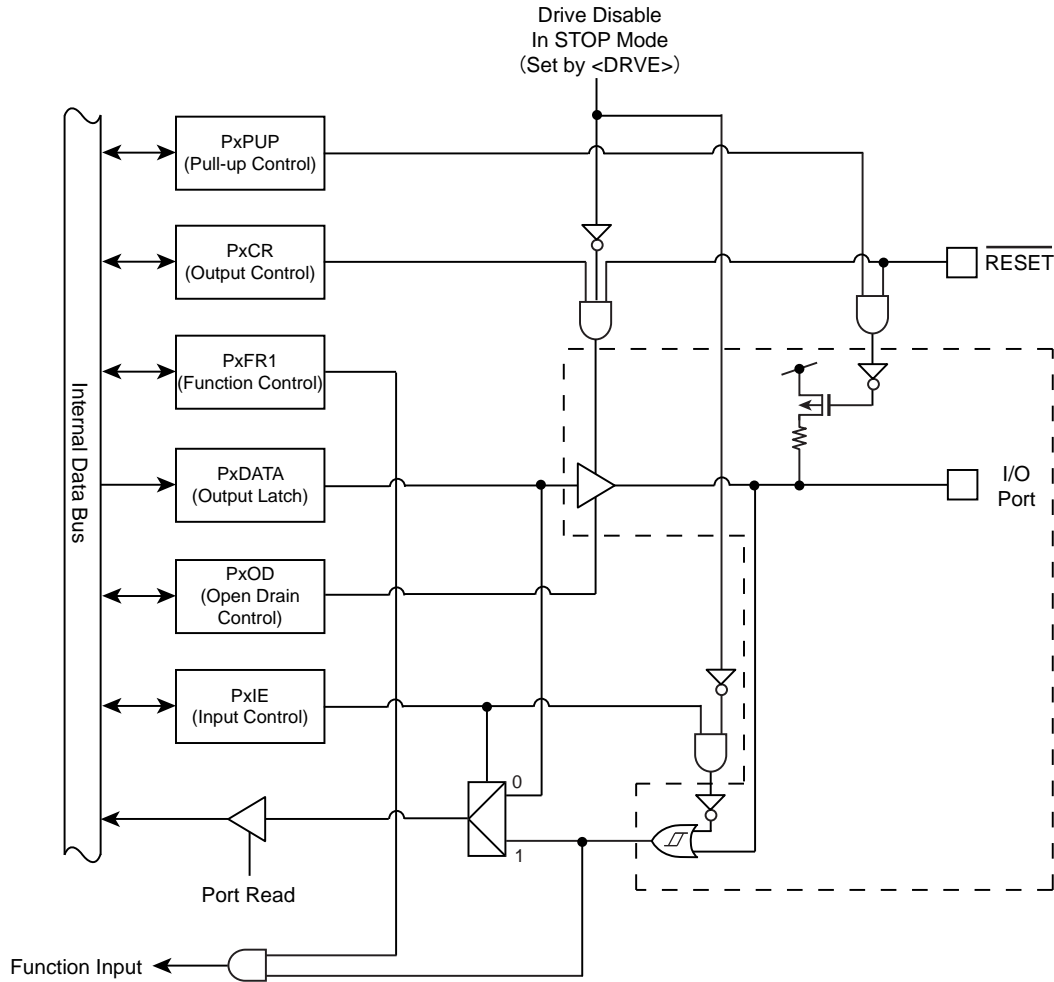 Drive Disable
In STOP Mode
（Set by <DRVE>）
PxPUP
(Pull-up Control)
PxCR
(Output Control)
RESET
PxFR1
(Function Control)
Internal Data Bus
PxDATA
(Output Latch)
I/O
Port
PxOD
(Open Drain
Control)
PxIE
(Input Control)
0
1
Port Read
Function Input